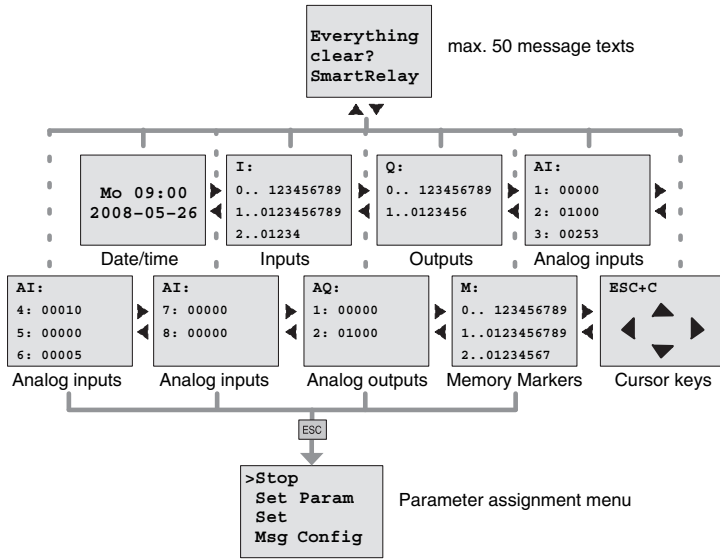 Everything
clear?
SmartRelay
max. 50 message texts
Mo 09:00
2008-05-26
Date/time
I:
0.. 123456789
1..0123456789
2..01234
Inputs
Q:
0.. 123456789
1..0123456
Outputs
AI:
1: 00000
2: 01000
3: 00253
Analog inputs
AI:
4: 00010
5: 00000
6: 00005
Analog inputs
AI:
7: 00000
8: 00000
Analog inputs
AQ:
1: 00000
2: 01000
Analog outputs
M:
0.. 123456789
1..0123456789
2..01234567
Memory Markers
ESC+C
Cursor keys
ESC
>Stop
Set Param
Set
Msg Config
Parameter assignment menu